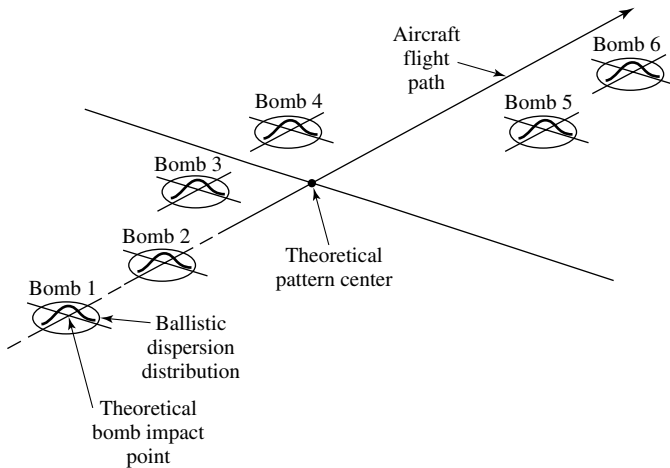 Aircraft
flight
path
Bomb 6
Bomb 4
Bomb 5
Bomb 3
Bomb 2
Theoretical
pattern center
Bomb 1
Ballistic
dispersion
distribution
Theoretical
bomb impact
point